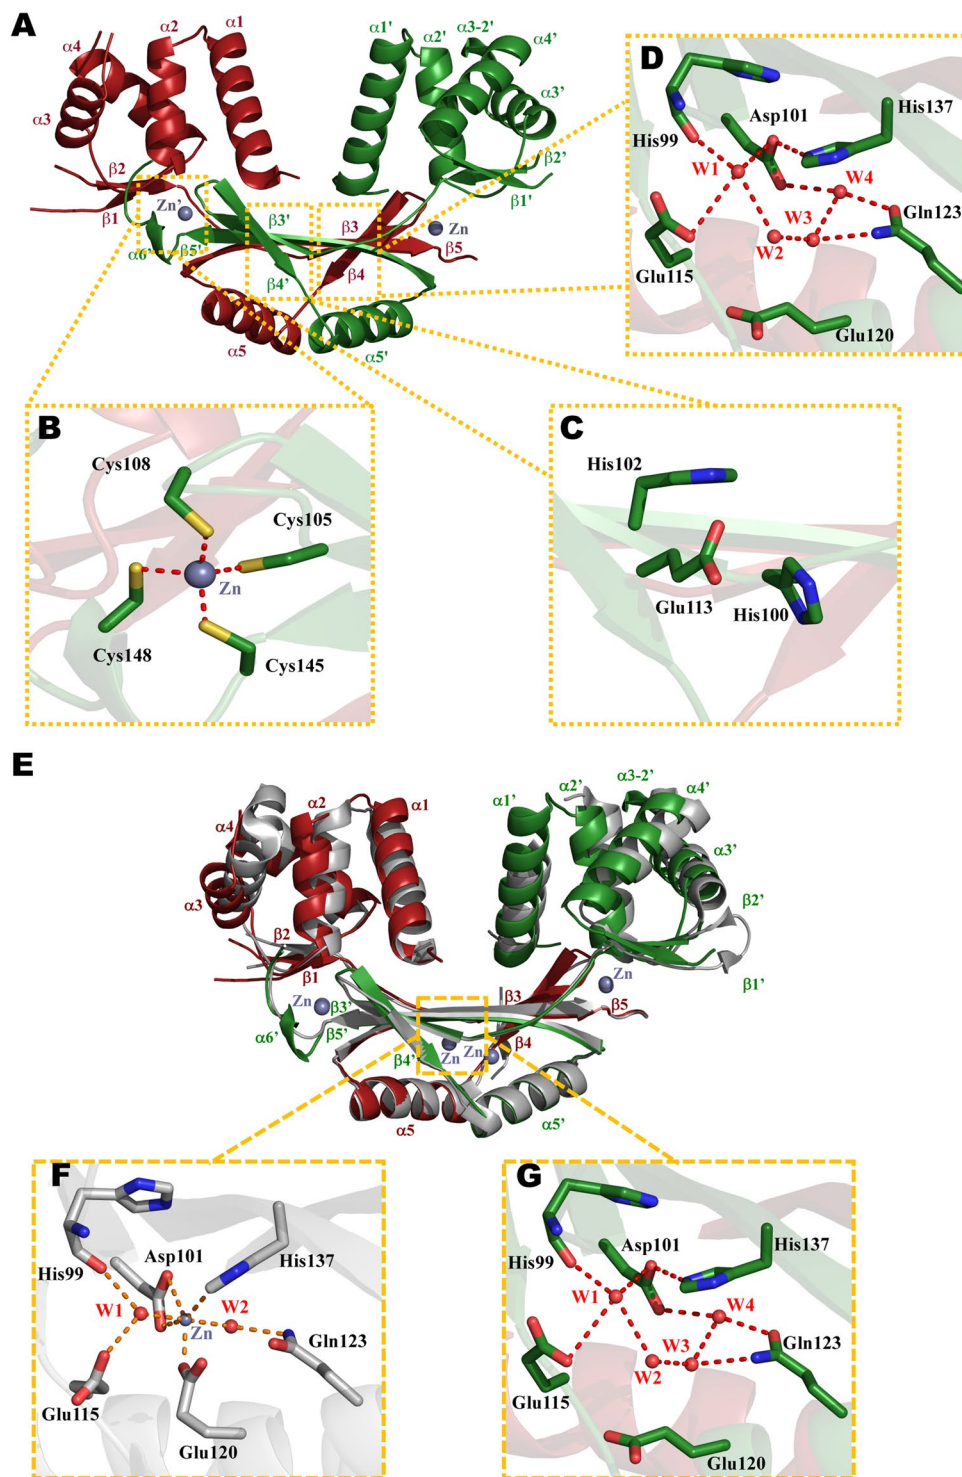 A
α4
α2
α1
α3
β2
β1
Zn'
α6'
β5'
β3'
β4'
α5
α1'
α2'
α3-2'
α4'
α3'
β2'
β1'
β3
Zn
β5
β4
α5'
D
Asp101
His137
His99
W1
W4
W3
Gln123
W2
Glu115
Glu120
B
Cys108
Cys105
Zn
Cys148
Cys145
C
His102
Glu113
His100
E
α4
α2
α1
α3
β2
β1
Zn
β3'
α6'
β5'
β4'
α5
α1'
α2'
α3-2'
α4'
α3'
β2'
β1'
Zn
β3
β5
β4
Zn
Zn
α5'
F
Asp101
His137
His99
W1
W2
Zn
Gln123
Glu115
Glu120
G
Asp101
His137
His99
W1
W4
W3
Gln123
W2
Glu115
Glu120